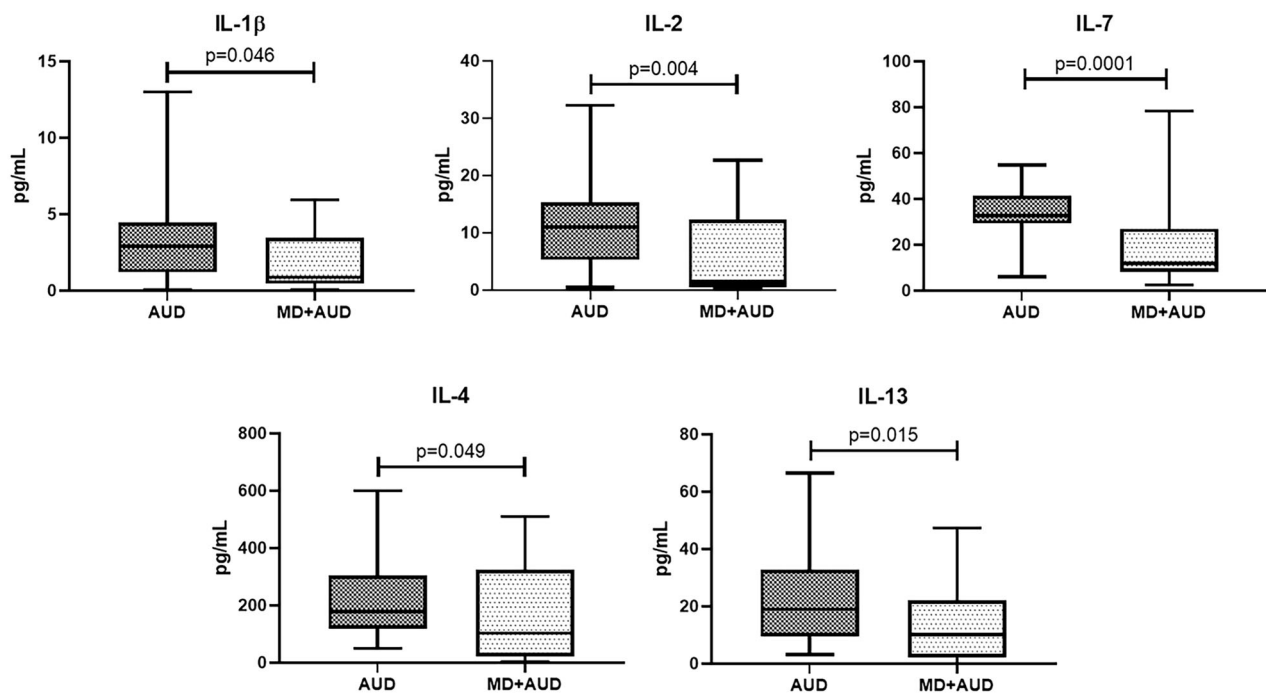 IL-1β
p=0.046
15
10
5
0
pg/mL
AUD
MD+AUD
IL-2
p=0.004
40
30
20
10
0
pg/mL
AUD
MD+AUD
IL-7
p=0.0001
100
80
60
40
20
0
pg/mL
AUD
MD+AUD
IL-4
p=0.049
800
600
400
200
0
pg/mL
AUD
MD+AUD
IL-13
p=0.015
80
60
40
20
0
pg/mL
AUD
MD+AUD